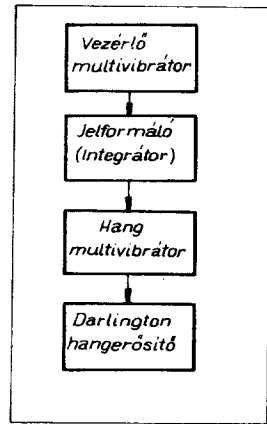 Vezérlő
multivibrátor
Jelformáló
(Integrátor)
Hang
multivibrátor
Darlington
hangerősítő